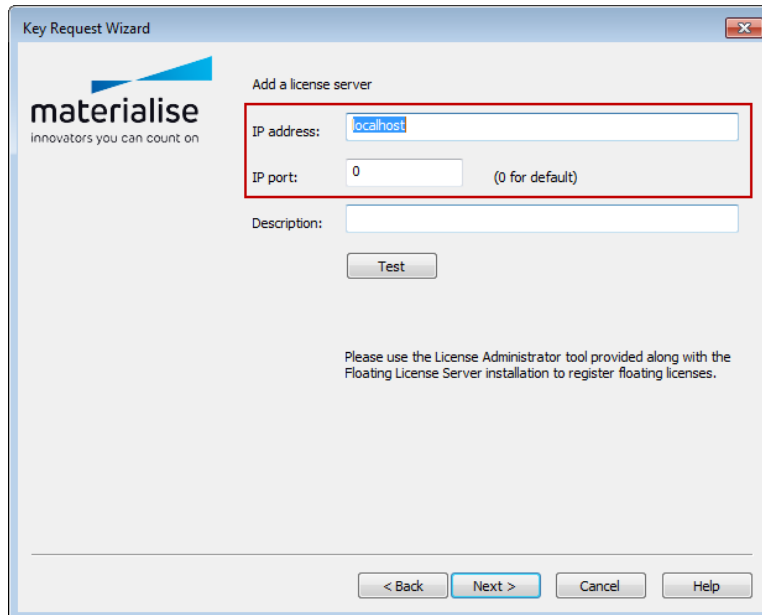 Key Request Wizard
materialise
innovators you can count on
Add a license server
IP address: localhost
IP port: 0 (0 for default)
Description:
Test
Please use the License Administrator tool provided along with the
Floating License Server installation to register floating licenses.
< Back Next > Cancel Help